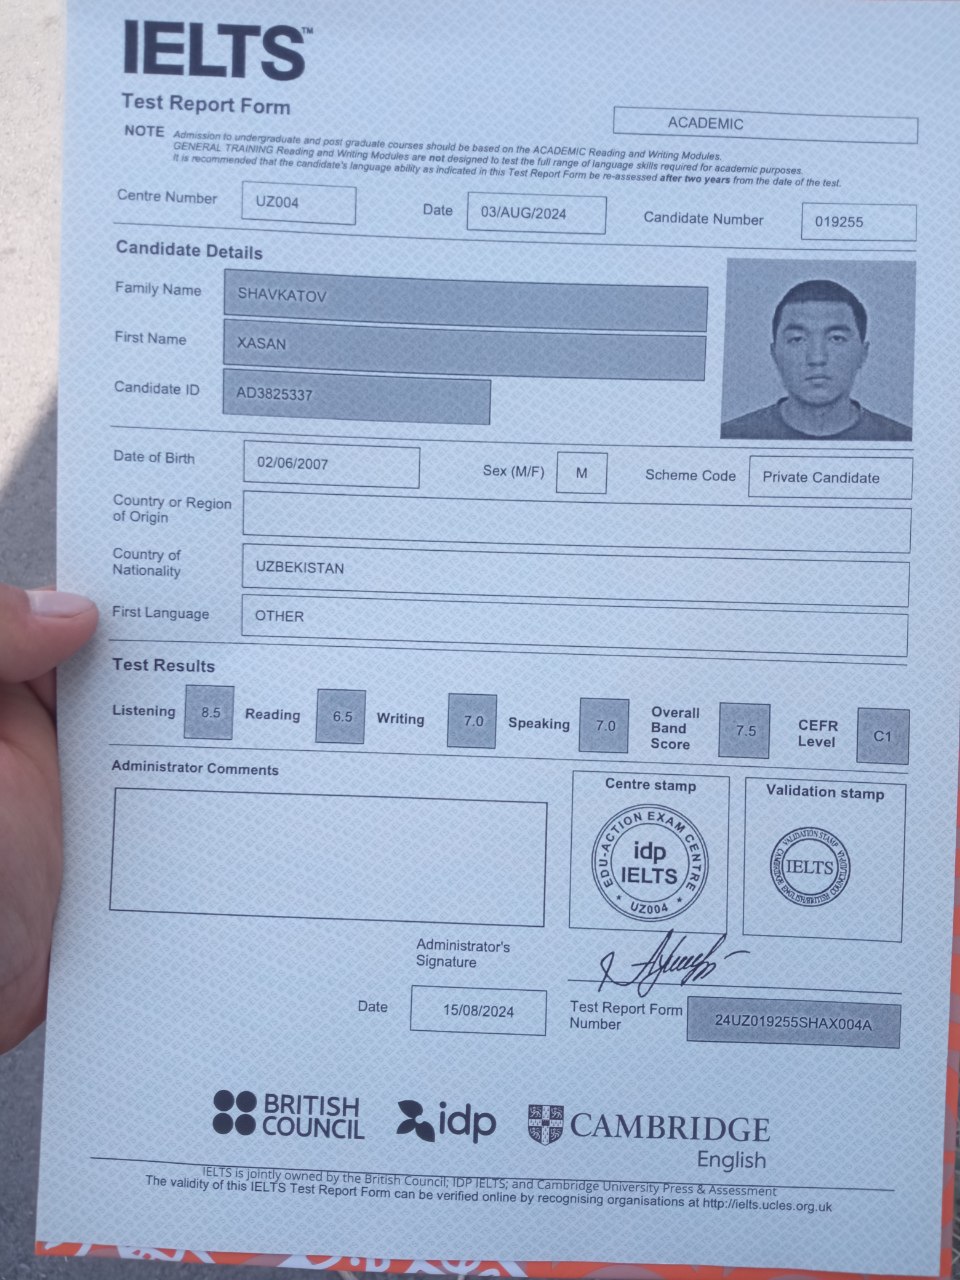 IELTS™
Test Report Form
ACADEMIC
NOTE Admission to undergraduate and post graduate courses should be based on the ACADEMIC Reading and Writing Modules.
GENERAL TRAINING Reading and Writing Modules are not designed to test the full range of language skills required for academic purposes.
It is recommended that the candidate's language ability as indicated in this Test Report Form be re-assessed after two years from the date of the test.
Centre Number UZ004 Date 03/AUG/2024 Candidate Number 019255
Candidate Details
Family Name SHAVKATOV
First Name XASAN
Candidate ID AD3825337
Date of Birth 02/06/2007 Sex (M/F) M Scheme Code Private Candidate
Country or Region
of Origin
Country of
Nationality UZBEKISTAN
First Language OTHER
Test Results
Listening 8.5 Reading 6.5 Writing 7.0 Speaking 7.0 Overall Band Score 7.5 CEFR Level C1
Administrator Comments
Centre stamp
Validation stamp
EDU-ACTION EXAM CENTRE
idp
IELTS
UZ004
VALIDATION STAMP
IELTS
CAMBRIDGE ENGLISH/BRITISH COUNCIL/IDP:IELTS
Administrator's
Signature
Date 15/08/2024
Test Report Form
Number 24UZ019255SHAX004A
BRITISH
COUNCIL
idp
CAMBRIDGE
English
IELTS is jointly owned by the British Council; IDP IELTS; and Cambridge University Press & Assessment
The validity of this IELTS Test Report Form can be verified online by recognising organisations at http://ielts.ucles.org.uk